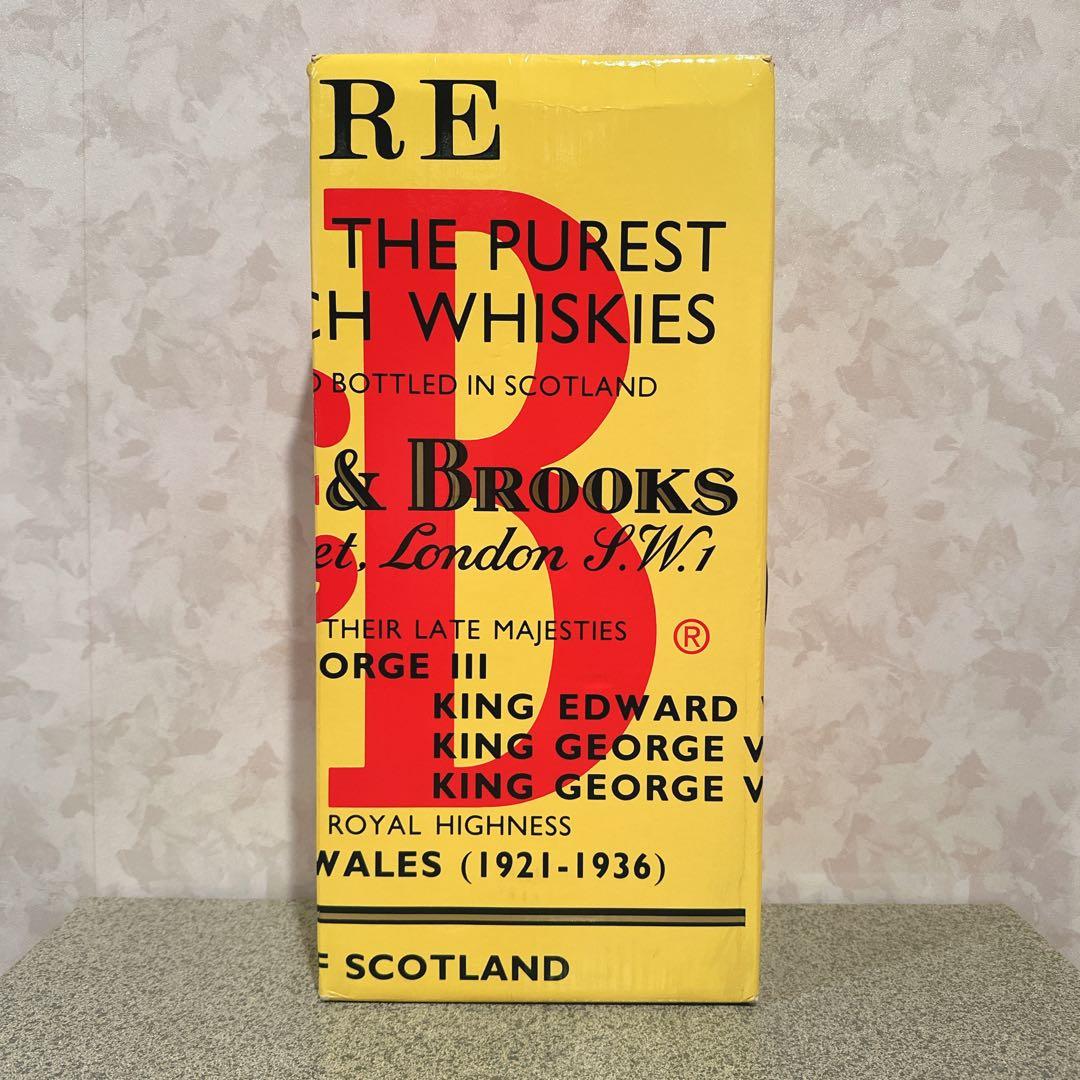 RE
THE PUREST
CH WHISKIES
BOTTLED IN SCOTLAND
& BROOKS
et, London S.W.1
THEIR LATE MAJESTIES ®
ORGE III
KING EDWARD
KING GEORGE V
KING GEORGE V
ROYAL HIGHNESS
WALES (1921-1936)
F SCOTLAND
B